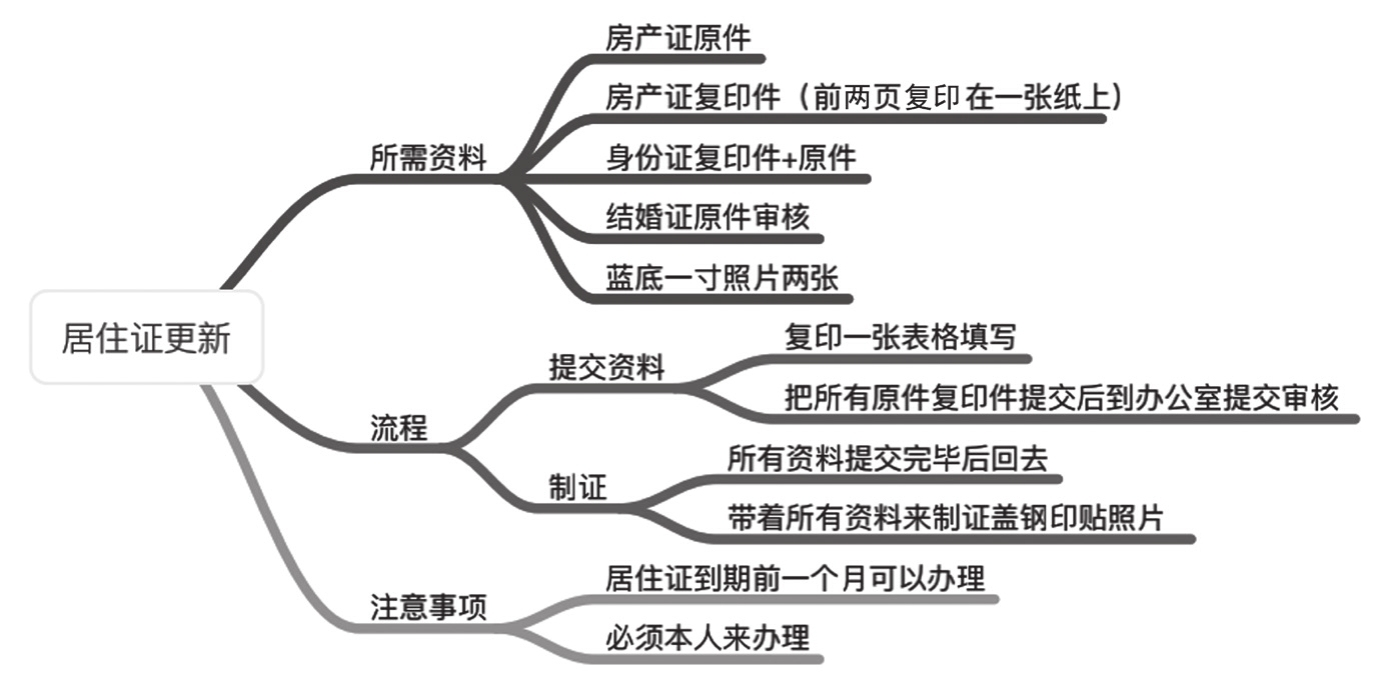 房产证原件
房产证复印件（前两页复印在一张纸上）
所需资料
身份证复印件+原件
结婚证原件审核
蓝底一寸照片两张
居住证更新
复印一张表格填写
提交资料
把所有原件复印件提交后到办公室提交审核
流程
所有资料提交完毕后回去
制证
带着所有资料来制证盖钢印贴照片
居住证到期前一个月可以办理
注意事项
必须本人来办理